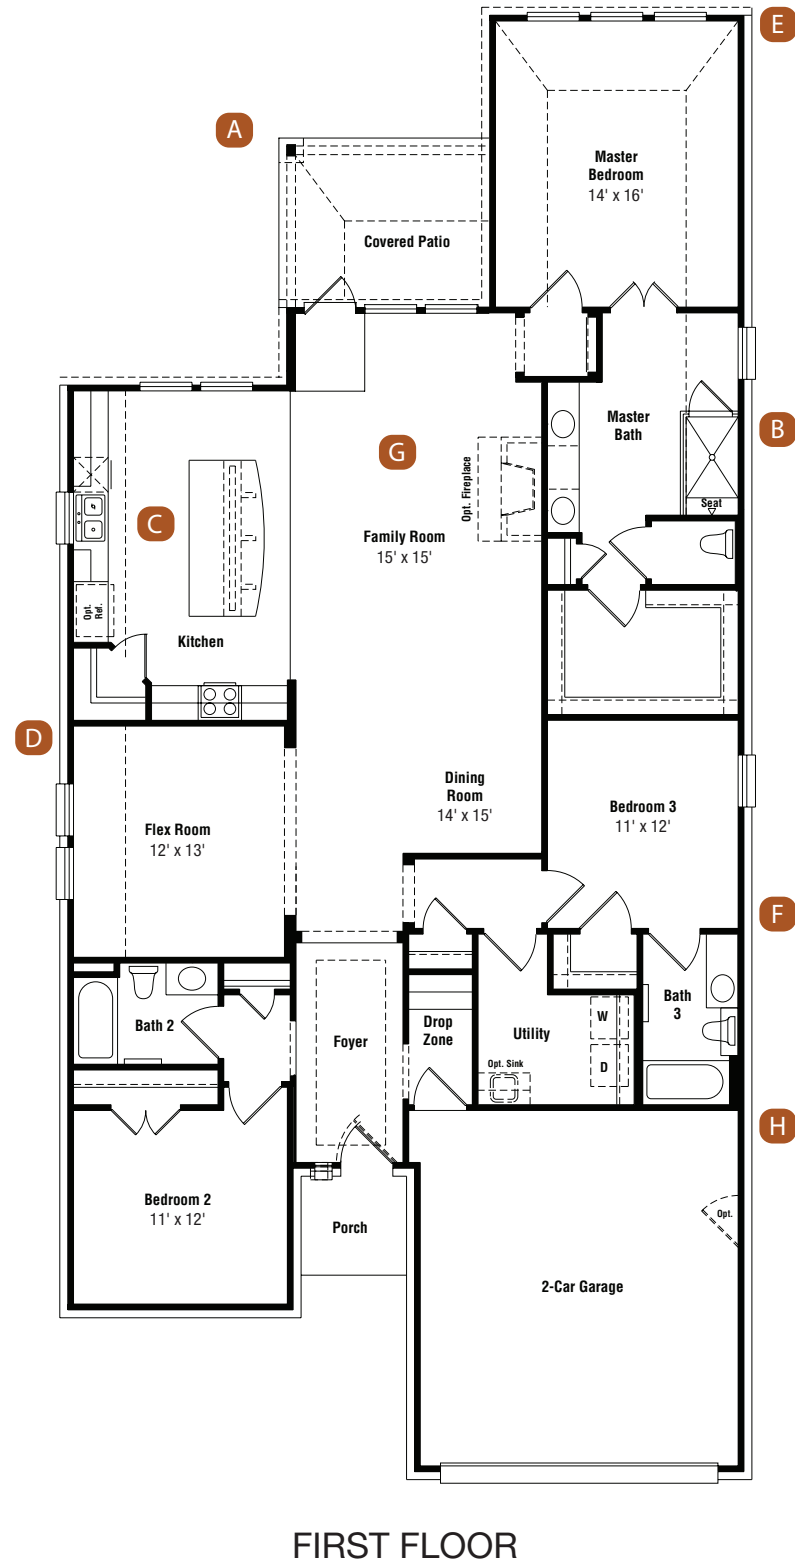 E
A
Master
Bedroom
14' x 16'
Covered Patio
Master
Bath
B
G
Opt. Fireplace
Seat
C
Family Room
15' x 15'
Opt.
Ref.
Kitchen
D
Dining
Room
14' x 15'
Bedroom 3
11' x 12'
Flex Room
12' x 13'
F
Bath 2
Foyer
Drop
Zone
Utility
W
Bath
3
Opt. Sink
D
H
Bedroom 2
11' x 12'
Porch
Opt.
2-Car Garage
FIRST FLOOR